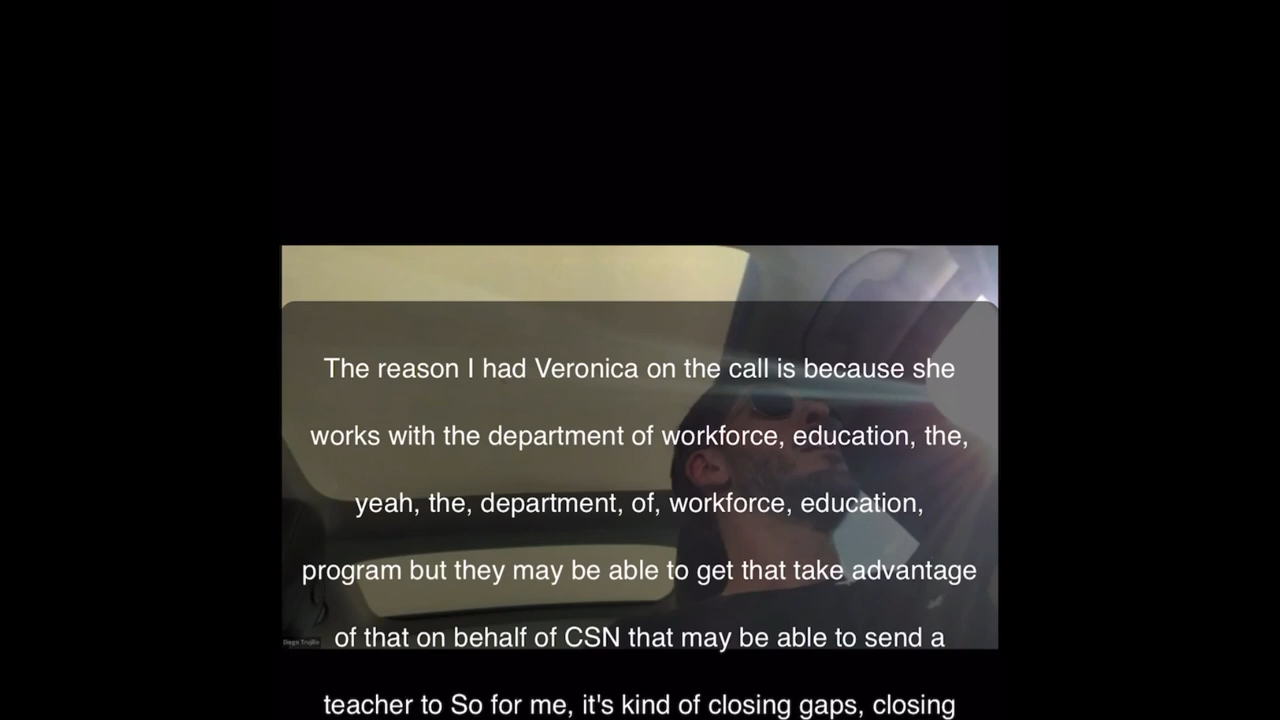 The reason I had Veronica on the call is because she
works with the department of workforce, education, the,
yeah, the, department, of, workforce, education,
program but they may be able to get that take advantage
of that on behalf of CSN that may be able to send a
Diego Trujillo
teacher to So for me, it's kind of closing gaps, closing